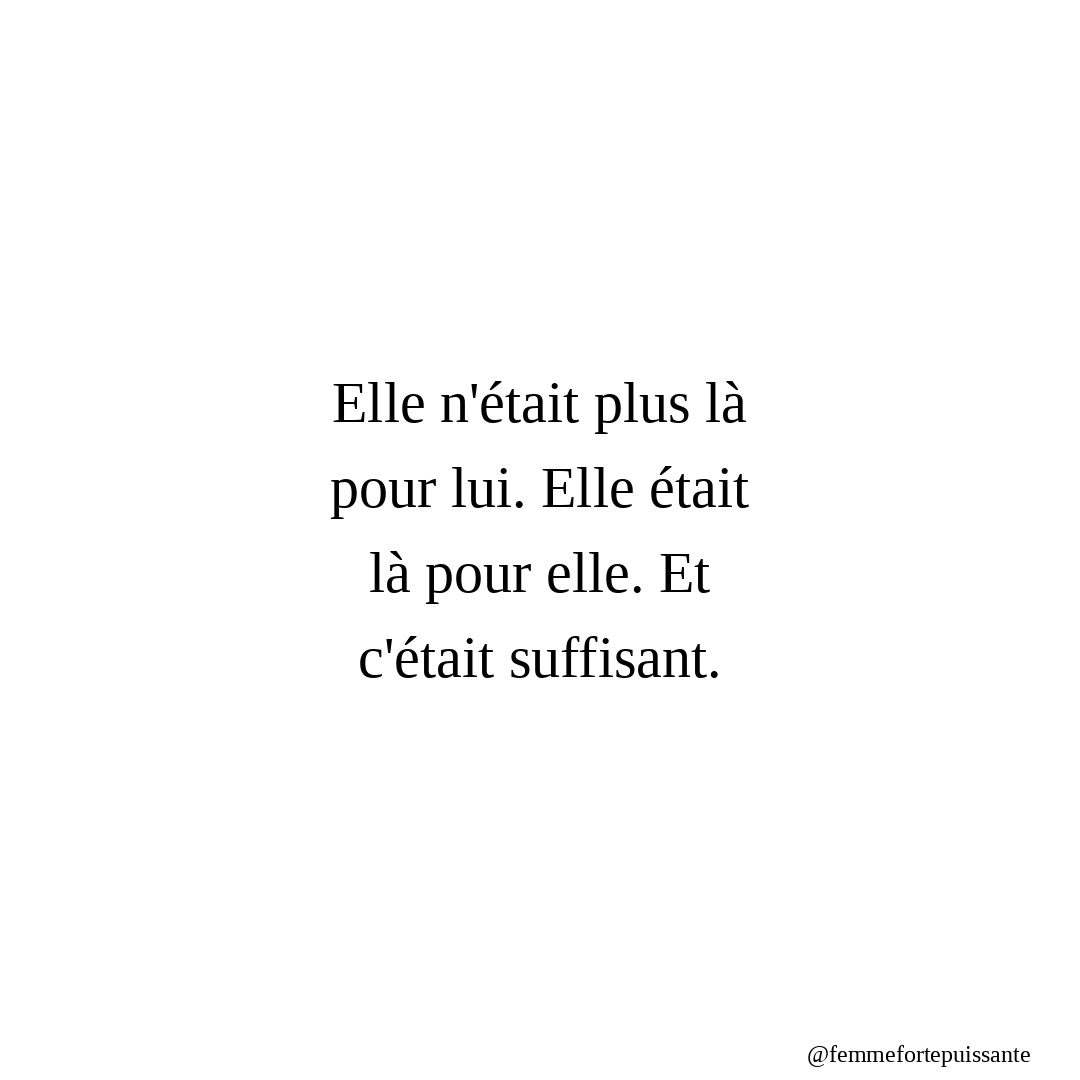 Elle n'était plus là
pour lui. Elle était
là pour elle. Et
c'était suffisant.
@femmefortepuissante